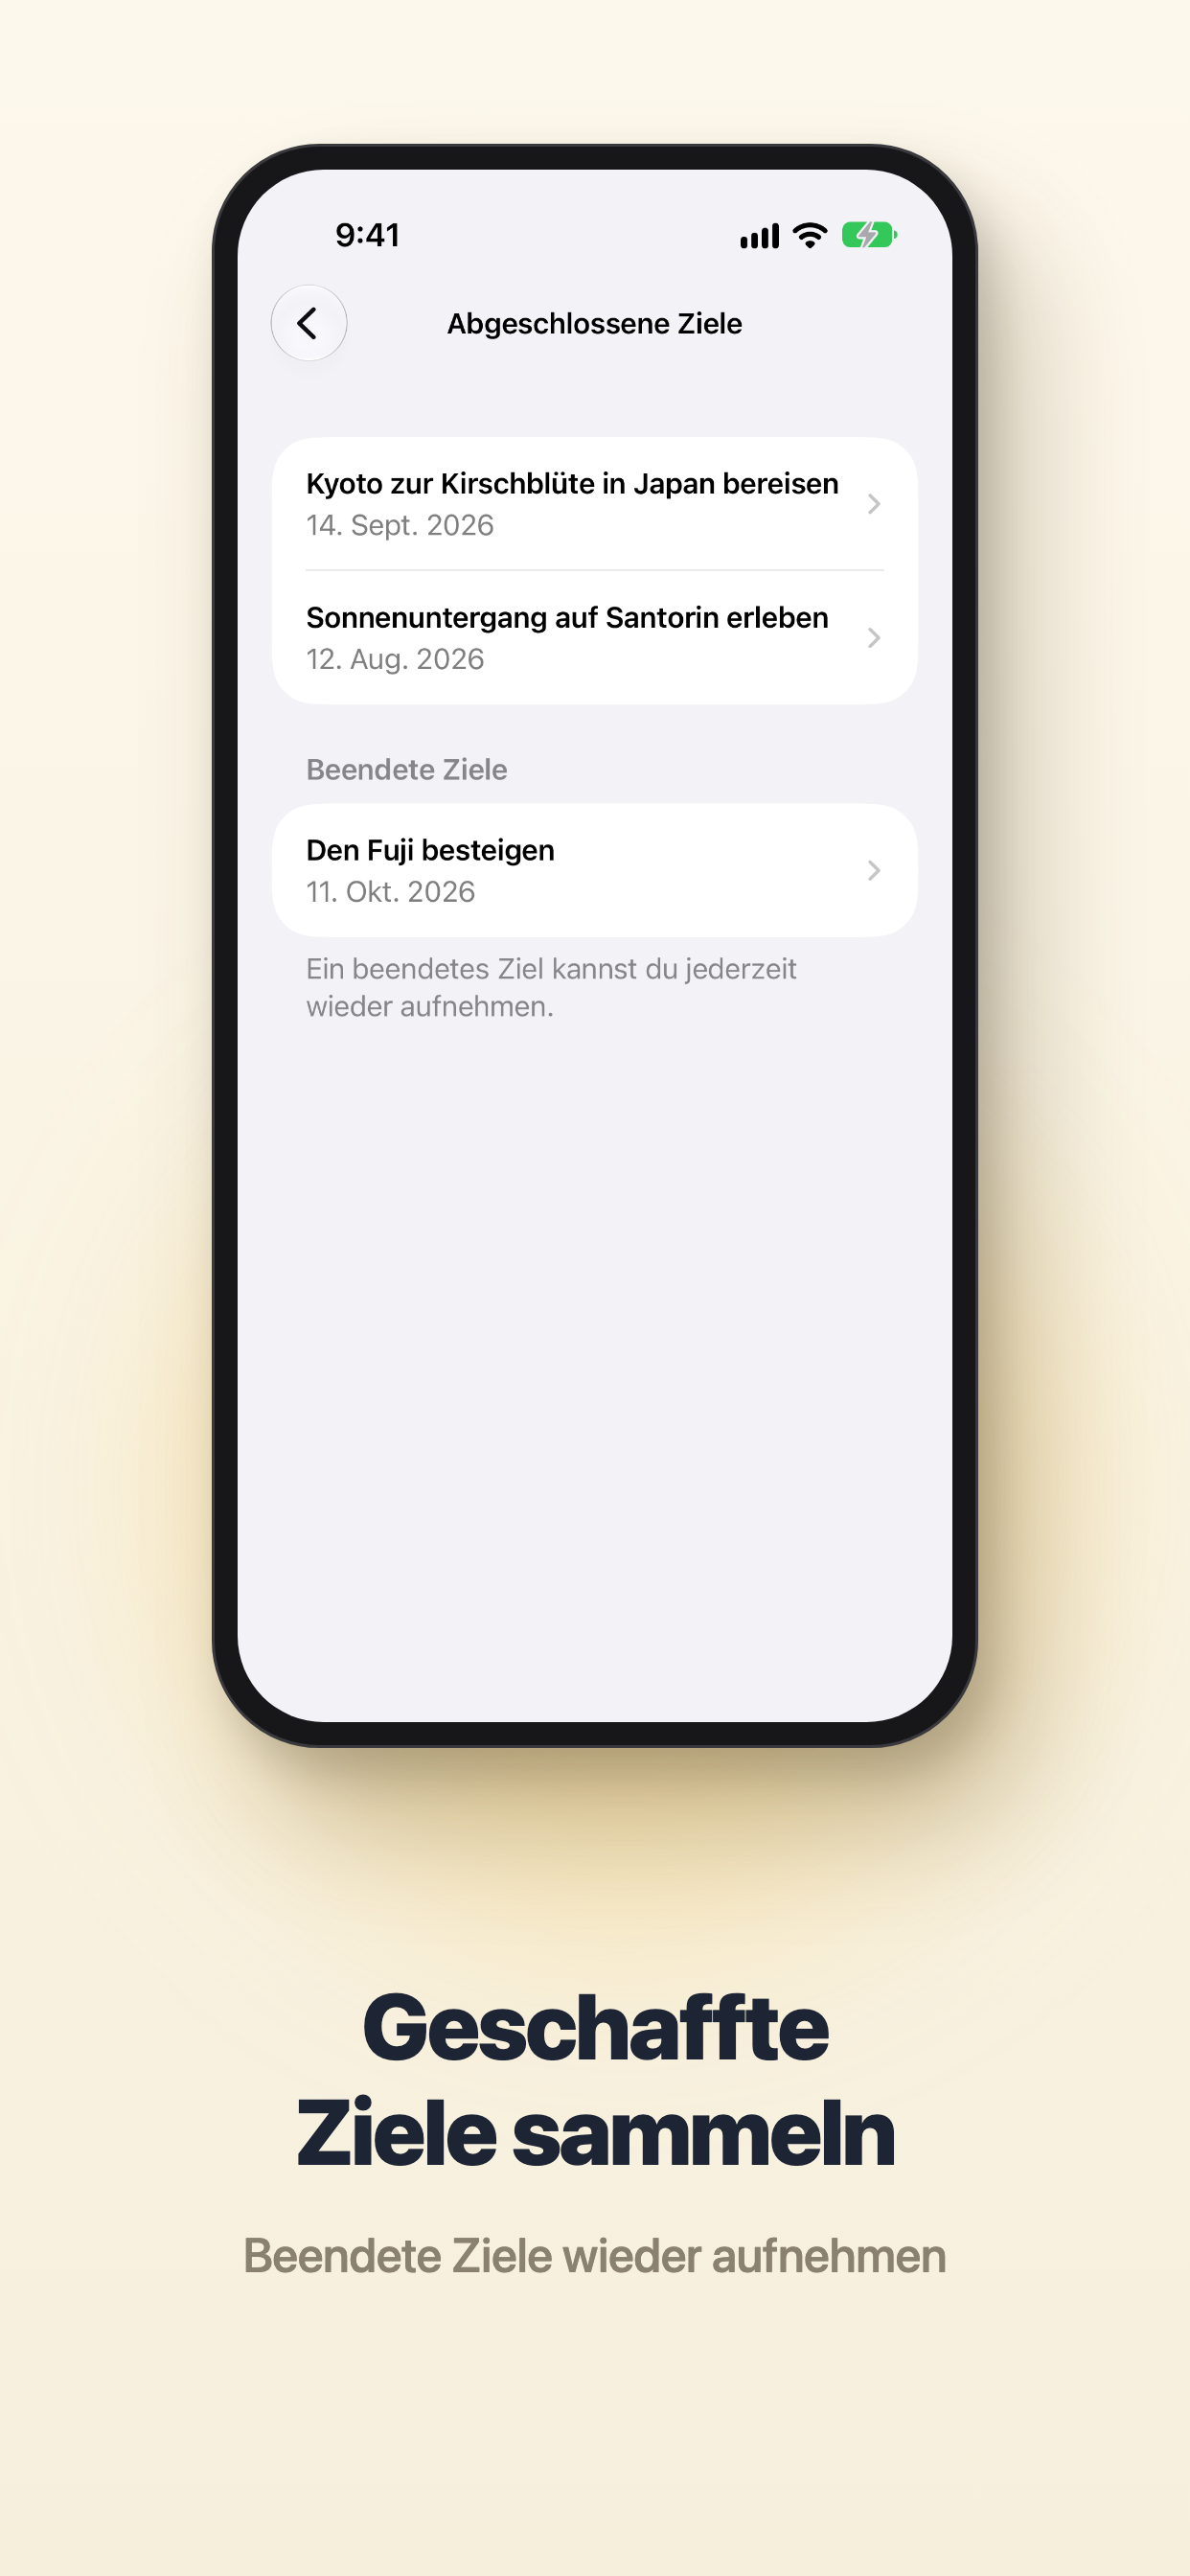 9:41
Abgeschlossene Ziele
Kyoto zur Kirschblüte in Japan bereisen
14. Sept. 2026
Sonnenuntergang auf Santorin erleben
12. Aug. 2026
Beendete Ziele
Den Fuji besteigen
11. Okt. 2026
Ein beendetes Ziel kannst du jederzeit
wieder aufnehmen.
Geschaffte
Ziele sammeln
Beendete Ziele wieder aufnehmen